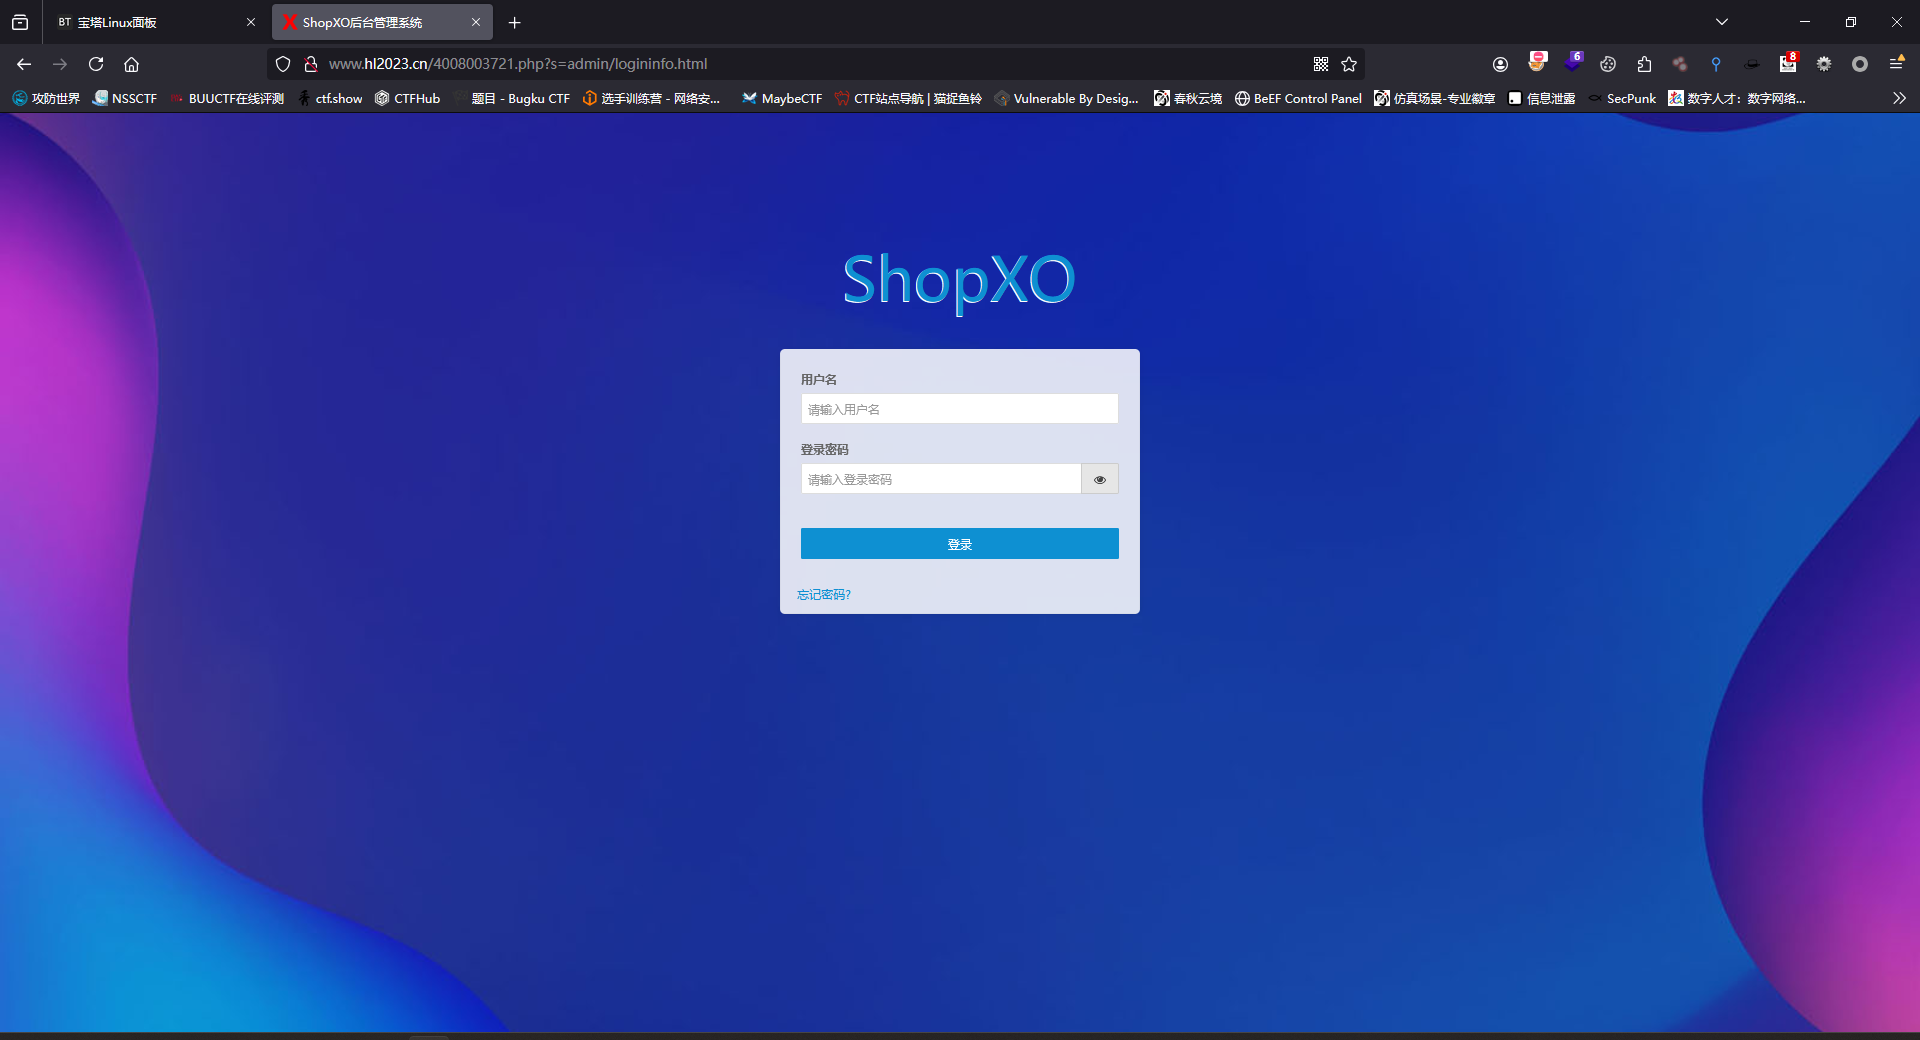 BT 宝塔Linux面板
ShopXO后台管理系统
www.hl2023.cn/4008003721.php?s=admin/logininfo.html
6
8
攻防世界 NSSCTF BUUCTF在线评测 ctf.show CTFHub 题目 - Bugku CTF 选手训练营 - 网络安... MaybeCTF CTF站点导航 | 猫捉鱼铃 Vulnerable By Desig... 春秋云境 BeEF Control Panel 仿真场景-专业徽章 信息泄露 SecPunk 数字人才：数字网络...
ShopXO
用户名
请输入用户名
登录密码
请输入登录密码
登录
忘记密码?